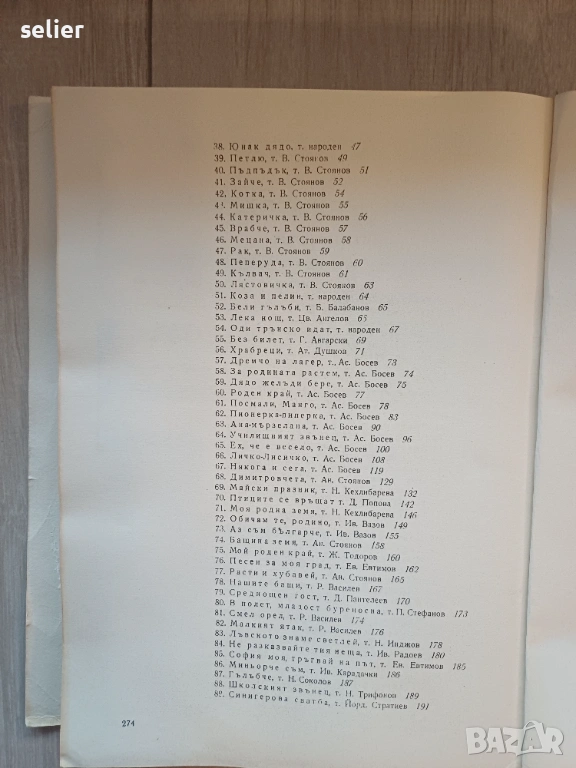 selier
38. Юнак дядо, т. народен 47
39. Петлю, т. В. Стоянов 49
40. Пъдпъдък, т. В. Стоянов 51
41. Зайче, т. В. Стоянов 52
42. Котка, т. В. Стоянов 54
43. Мишка, т. В. Стоянов 55
44. Катеричка, т. В. Стоянов 56
45. Врабче, т. В. Стоянов 57
46. Мецана, т. В. Стоянов 58
47. Рак, т. В. Стоянов 59
48. Пеперуда, т. В. Стоянов 60
49. Кълвач, т. В. Стоянов 61
50. Лястовичка, т. В. Стоянов 63
51. Коза и пелин, т. народен 64
52. Бели гълъби, т. Б. Балабанов 65
53. Лека нощ, т. Цв. Ангелов 65
54. Оди трънско идат, т. народен 67
55. Без билет, т. Г. Ангарски 69
56. Храбреци, т. Ат. Душков 71
57. Дремчо на лагер, т., Ас. Босев 73
58. За родината растем, т. Ас. Босев 74
59. Дядо желъди бере, т. Ас. Босев 75
60. Роден край, т. Ас. Босев 77
61. Посмали, Манго, т. Ас. Босев 78
62. Пионерка-пиперка, т. Ас. Босев 83
63. Ана-мързелана, т. Ас. Босев 90
64. Училищният звънец, т. Ас. Босев 96
65. Ех, че е весело, т. Ас. Босев 100
66. Личко-Лисичко, т. Ас. Босев 108
67. Някога и сега, т. Ас. Босев 119
68. Димитровчета, т. Ан. Стоянов 129
69. Майски празник, т. Н. Кехлибарева 132
70. Птиците се връщат т. Д. Попова 142
71. Моя родна земя, т. Н. Кехлибарева 146
72. Обичам те, родино, т. Ив. Вазов 149
73. Аз съм българче, т. Ив. Вазов 155
74. Бащина земя, т. Ан. Стоянов 158
75. Мой роден край, т. Ж. Тодоров 160
76. Песен за моя град, т. Ев. Евтимов 162
77. Расти и хубавей, т. Ан. Стоянов 165
78. Нашите баши, т. Р. Василев 167
79. Среднощен гост, т. Д. Пантелеев 170
80. В полет, младост буреносна, т. П. Стефанов 173
81. Смел орел, т. Р. Василев 174
82. Малкият ятак, т. Р. Василев 176
83. Лъвското знаме светлей, т. Н. Инджов 178
84. Не разказвайте тия неща, т. Ив. Радоев 180
85. Софии моя, тръгвай на път, т. Ен. Евтимов 185
86. Миньорче съм, т. Ив. Карадачки 186
87. Гълъбче, т. Н. Соколов 187
88. Школският звънец, т. Н. Трифонов 189
89. Синигерова сватба, т. Йорд. Стратиев 191
274
BAZAR